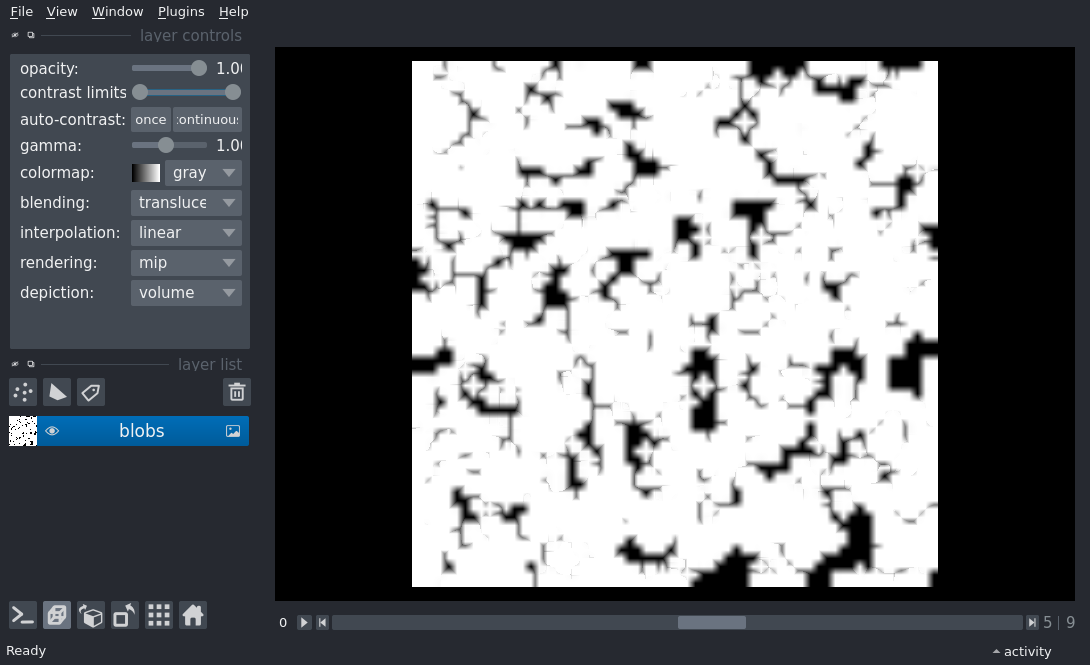 File View Window Plugins Help
layer controls
opacity: 1.0
contrast limits
auto-contrast: once ontinuous
gamma: 1.0
colormap: gray
blending: transluce
interpolation: linear
rendering: mip
depiction: volume
layer list
blobs
0 5 | 9
Ready activity